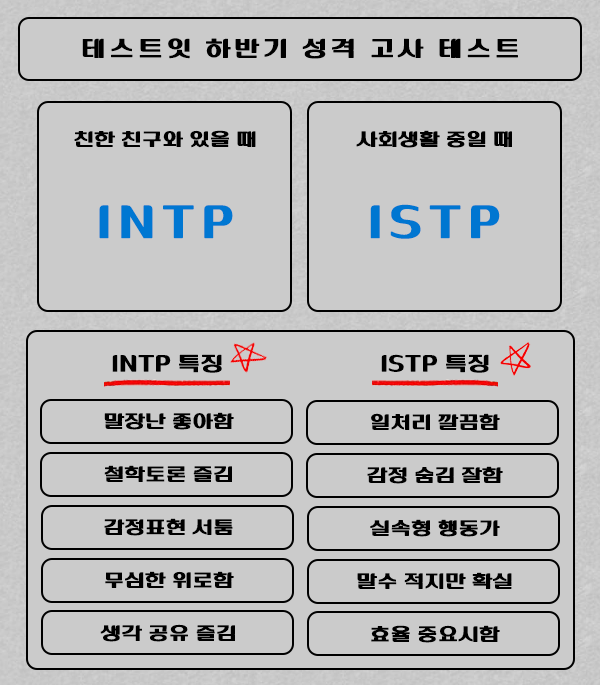 테스트잇 하반기 성격 고사 테스트
친한 친구와 있을 때
사회생활 중일 때
INTP
ISTP
INTP 특징
ISTP 특징
말장난 좋아함
일처리 깔끔함
철학토론 즐김
감정 숨김 잘함
감정표현 서툼
실속형 행동가
무심한 위로함
말수 적지만 확실
생각 공유 즐김
효율 중요시함